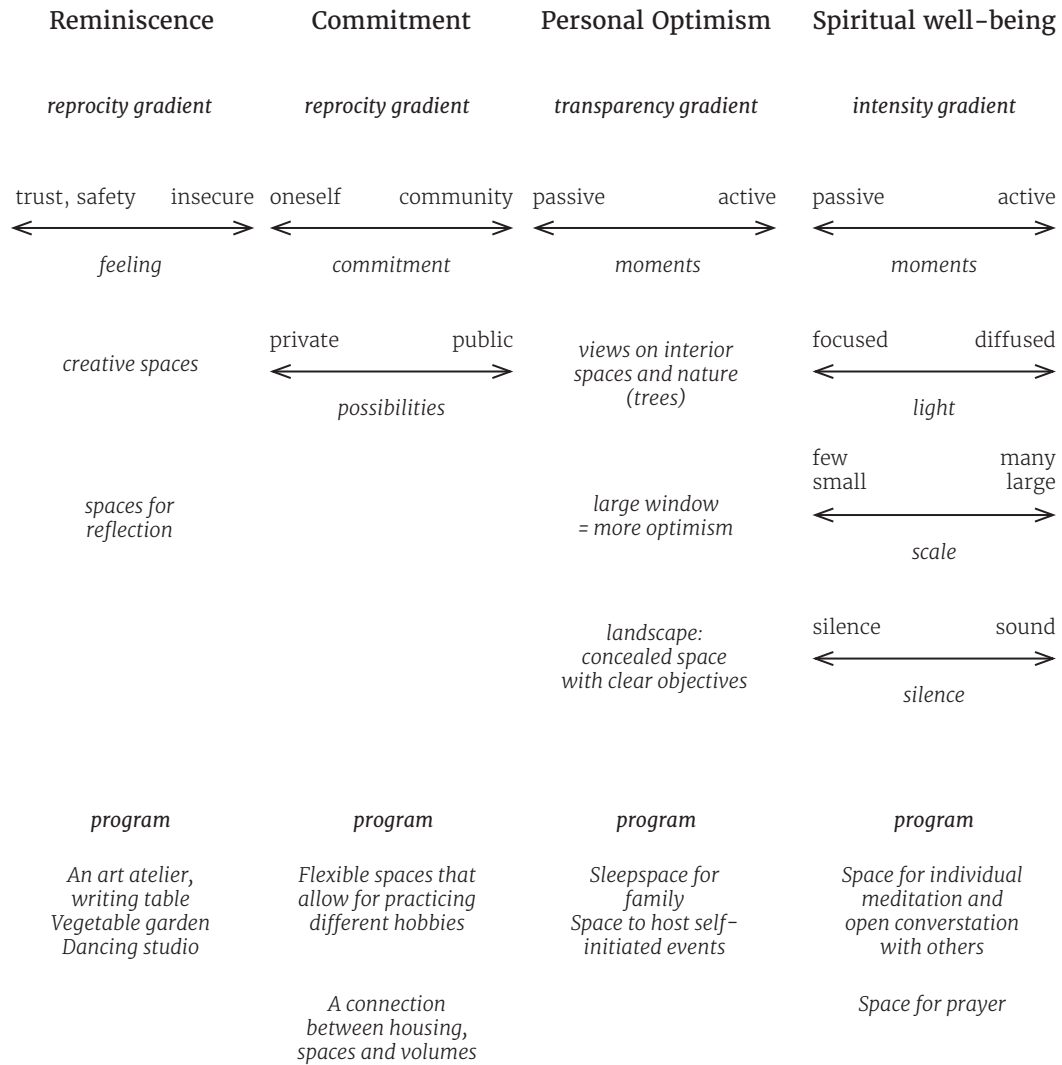 Reminiscence
reprocity gradient
trust, safety insecure
feeling
creative spaces
spaces for
reflection
program
An art atelier,
writing table
Vegetable garden
Dancing studio
Commitment
reprocity gradient
oneself community
commitment
private public
possibilities
program
Flexible spaces that
allow for practicing
different hobbies
A connection
between housing,
spaces and volumes
Personal Optimism
transparency gradient
passive active
moments
views on interior
spaces and nature
(trees)
large window
= more optimism
landscape:
concealed space
with clear objectives
program
Sleepspace for
family
Space to host self-
initiated events
Spiritual well-being
intensity gradient
passive active
moments
focused diffused
light
few many
small large
scale
silence sound
silence
program
Space for individual
meditation and
open converstation
with others
Space for prayer